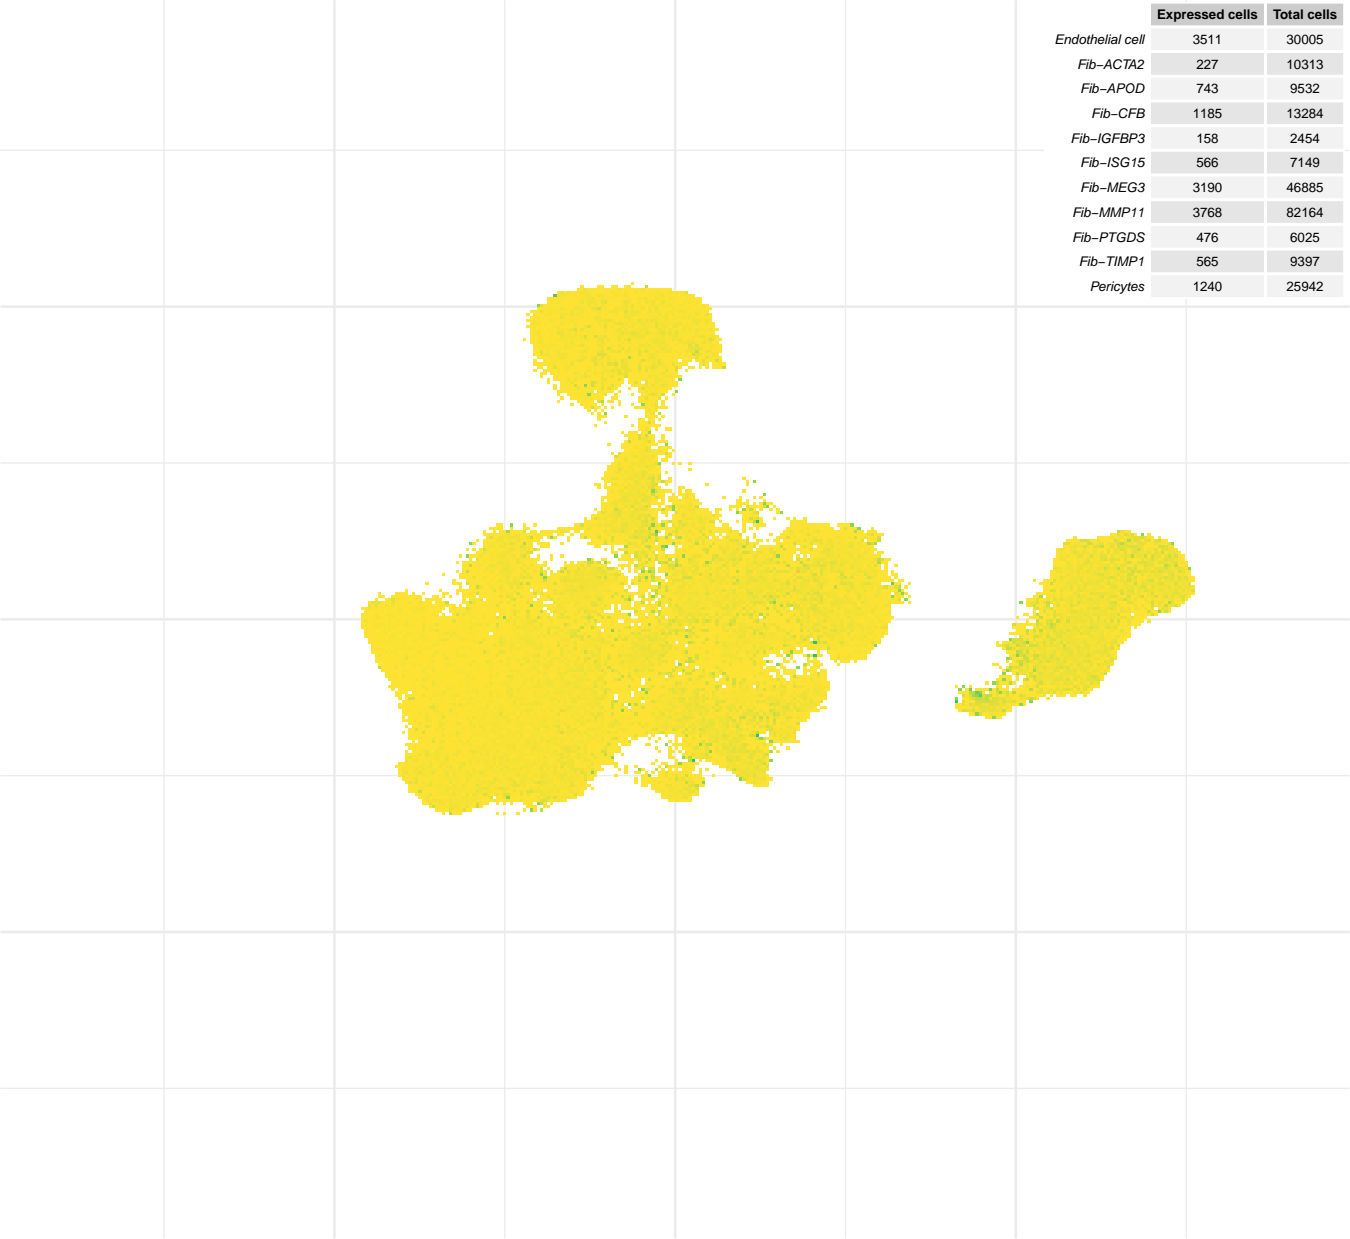 Expressed cells Total cells
Endothelial cell 3511 30005
Fib−ACTA2 227 10313
Fib−APOD 743 9532
Fib−CFB 1185 13284
Fib−IGFBP3 158 2454
Fib−ISG15 566 7149
Fib−MEG3 3190 46885
Fib−MMP11 3768 82164
Fib−PTGDS 476 6025
Fib−TIMP1 565 9397
Pericytes 1240 25942